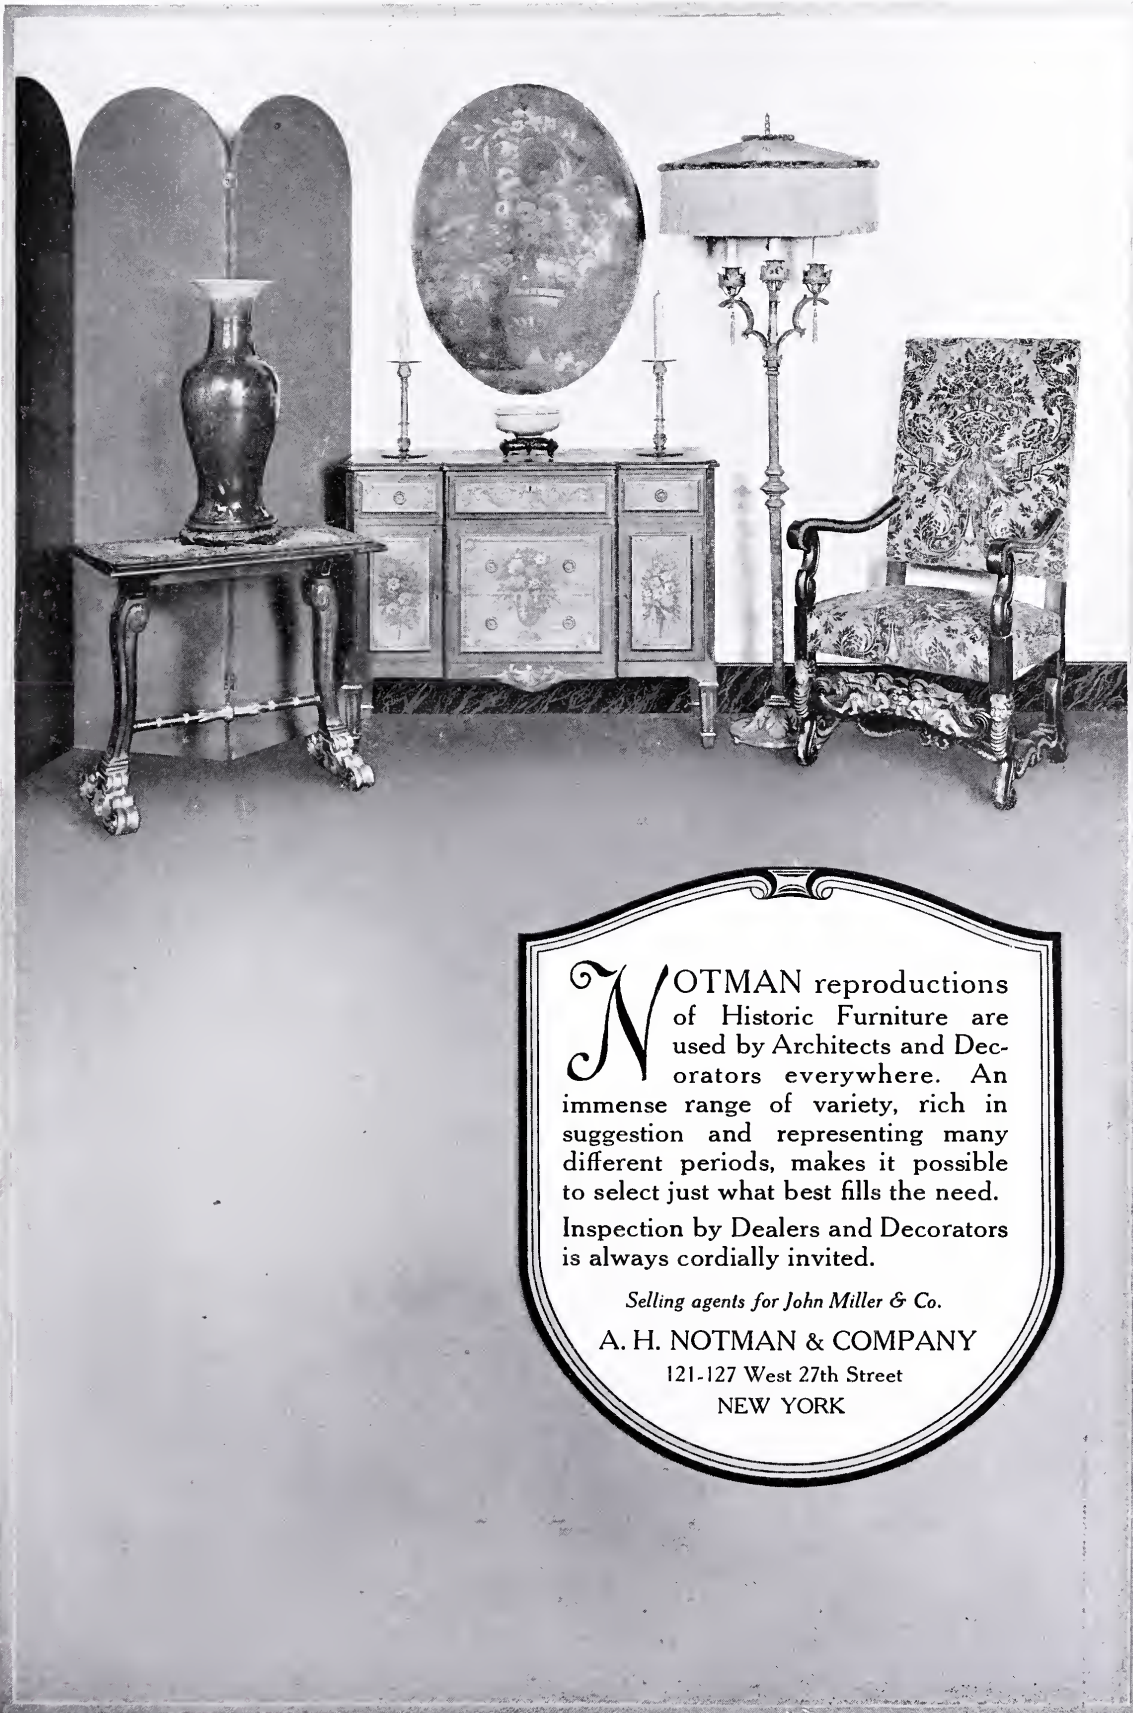 NOTMAN reproductions
of Historic Furniture are
used by Architects and Dec-
orators everywhere. An
immense range of variety, rich in
suggestion and representing many
different periods, makes it possible
to select just what best fills the need.
Inspection by Dealers and Decorators
is always cordially invited.
Selling agents for John Miller & Co.
A. H. NOTMAN & COMPANY
121-127 West 27th Street
NEW YORK